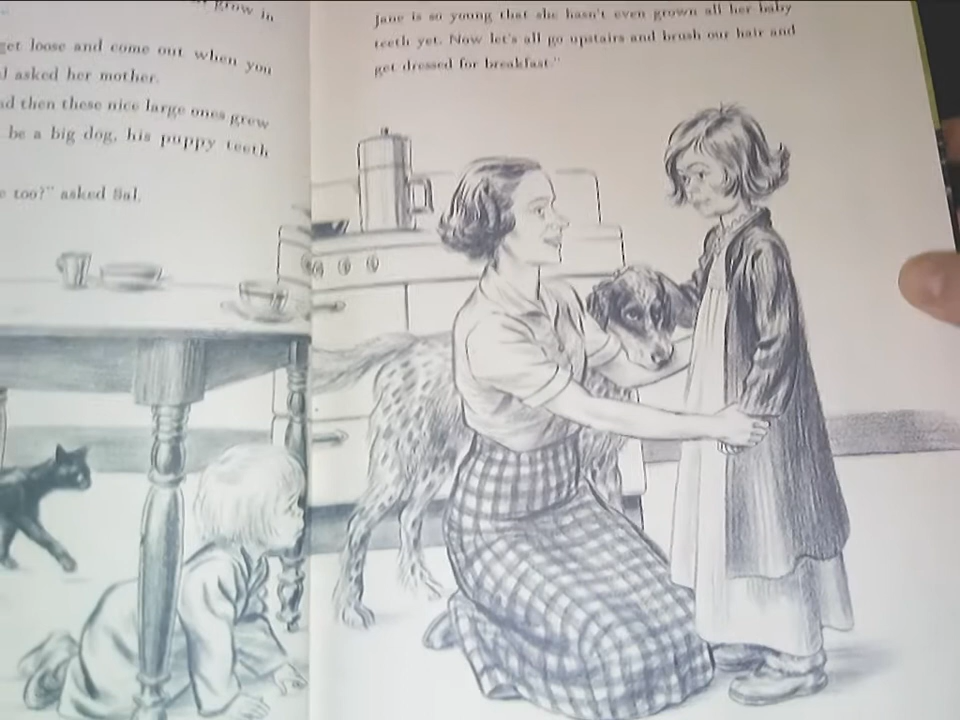 grow in
get loose and come out when you
asked her mother.
then these nice large ones grew
be a big dog, his puppy teeth
too?" asked Sal.
Jane is so young that she hasn't even grown all her baby
teeth yet. Now let's all go upstairs and brush our hair and
get dressed for breakfast."